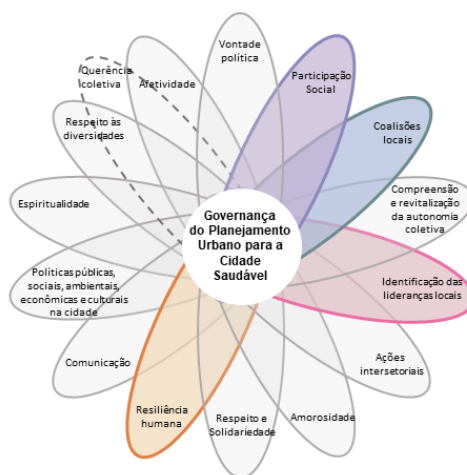 Vontade
política
Participação
Social
Coalisões
locais
Compreensão
e revitalização
da autonomia
coletiva
Identificação das
lideranças locais
Ações
intersetoriais
Amorosidade
Respeito e
Solidariedade
Resiliência
humana
Comunicação
Políticas públicas,
sociais, ambientais,
econômicas e culturais
na cidade
Espiritualidade
Respeito às
diversidades
Querência
coletiva
Afetividade
Governança
do Planejamento
Urbano para a
Cidade
Saudável